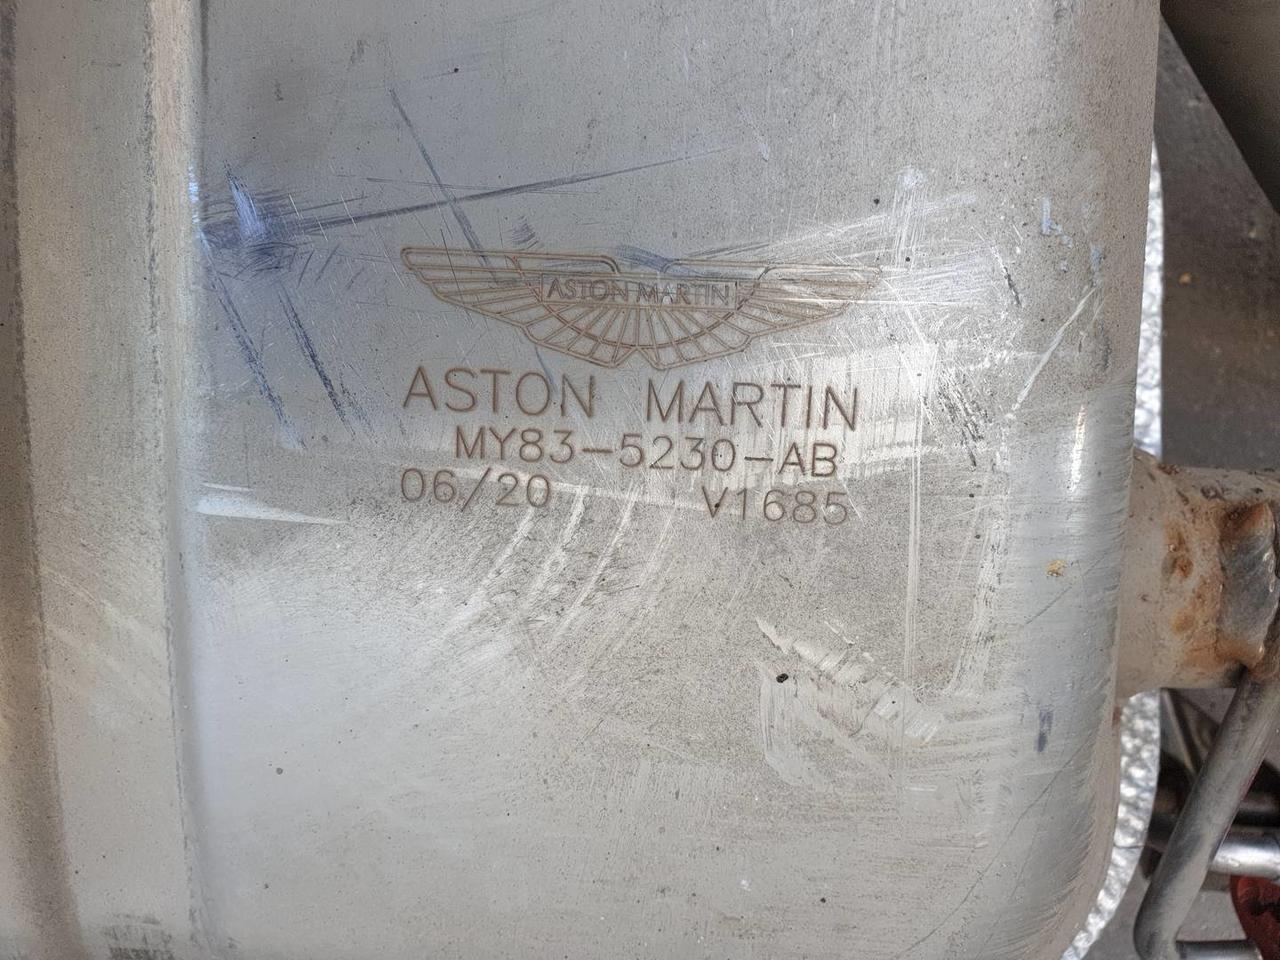 ASTON MARTIN
ASTON MARTIN
MY83-5230-AB
06/20 V1685